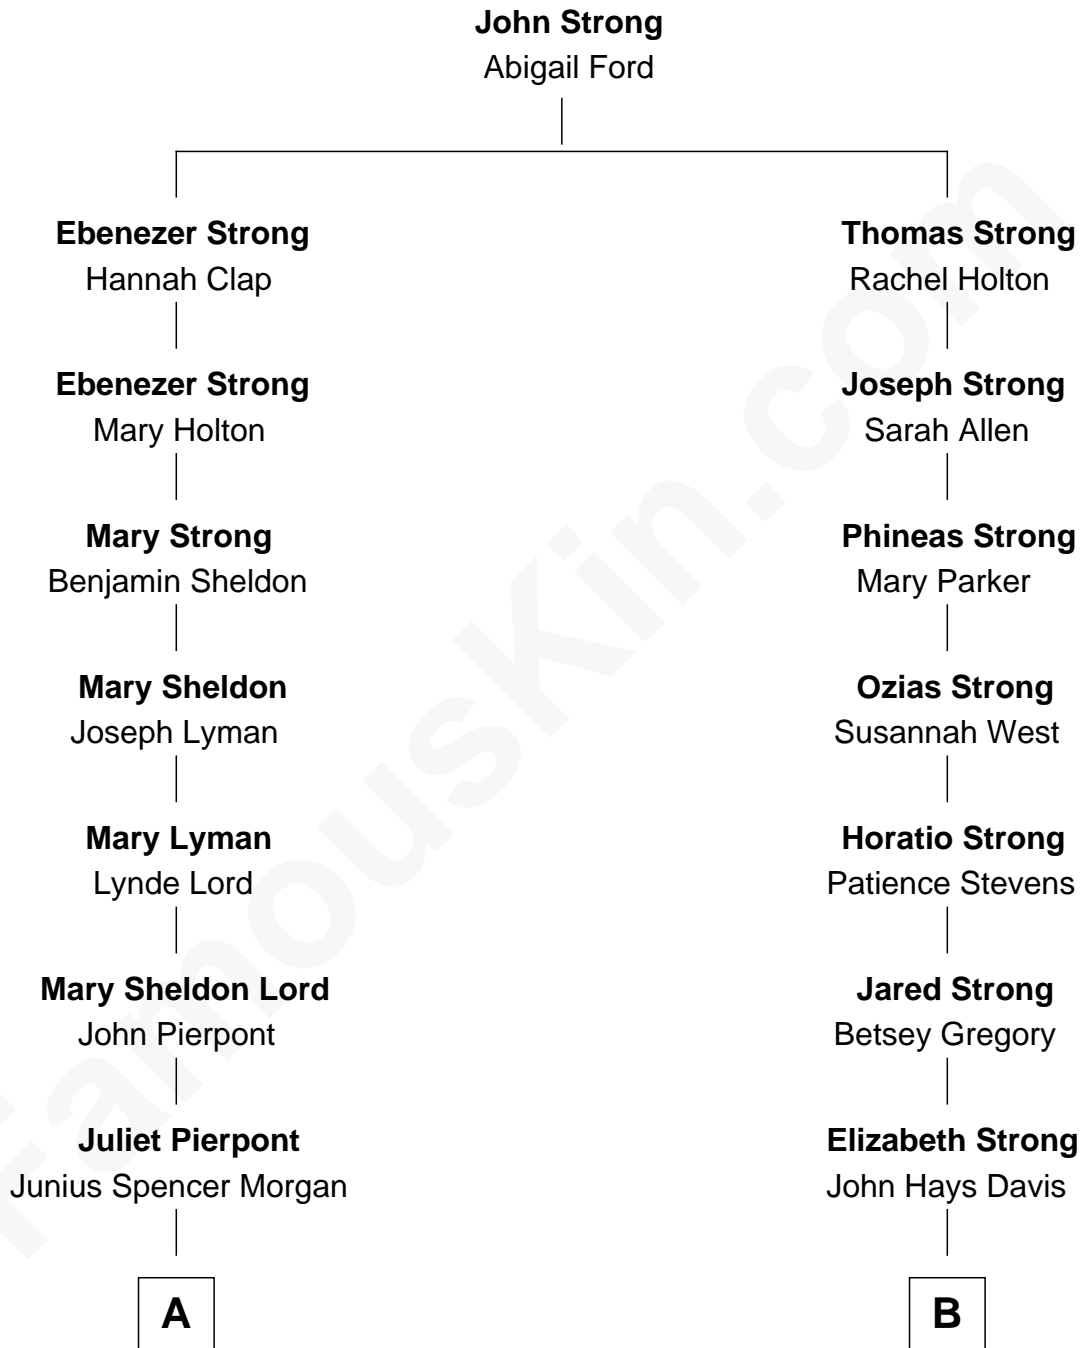 John Strong
Abigail Ford
Ebenezer Strong
Hannah Clap
Ebenezer Strong
Mary Holton
Mary Strong
Benjamin Sheldon
Mary Sheldon
Joseph Lyman
Mary Lyman
Lynde Lord
Mary Sheldon Lord
John Pierpont
Juliet Pierpont
Junius Spencer Morgan
A
Thomas Strong
Rachel Holton
Joseph Strong
Sarah Allen
Phineas Strong
Mary Parker
Ozias Strong
Susannah West
Horatio Strong
Patience Stevens
Jared Strong
Betsey Gregory
Elizabeth Strong
John Hays Davis
B
FamousKin.com